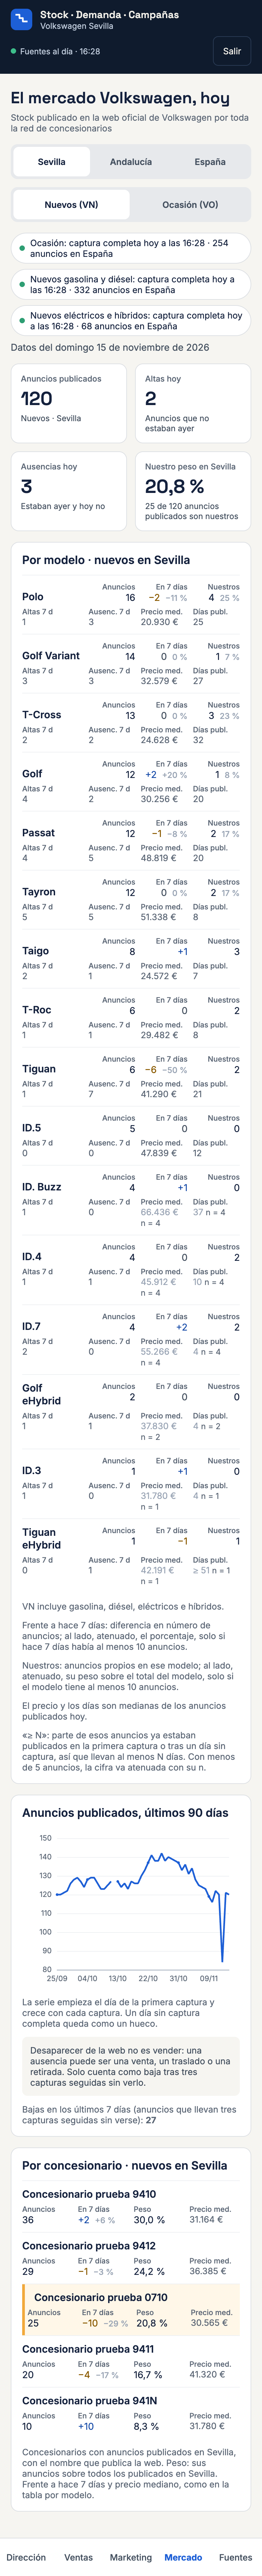 Stock · Demanda · Campañas
Volkswagen Sevilla
Fuentes al día · 16:28
Salir
El mercado Volkswagen, hoy
Stock publicado en la web oficial de Volkswagen por toda
la red de concesionarios
Sevilla Andalucía España
Nuevos (VN) Ocasión (VO)
Ocasión: captura completa hoy a las 16:28 · 254
anuncios en España
Nuevos gasolina y diésel: captura completa hoy a
las 16:28 · 332 anuncios en España
Nuevos eléctricos e híbridos: captura completa hoy
a las 16:28 · 68 anuncios en España
Datos del domingo 15 de noviembre de 2026
Anuncios publicados
120
Nuevos · Sevilla
Altas hoy
2
Anuncios que no
estaban ayer
Ausencias hoy
3
Estaban ayer y hoy no
Nuestro peso en Sevilla
20,8 %
25 de 120 anuncios
publicados son nuestros
Por modelo · nuevos en Sevilla
Anuncios En 7 días Nuestros
Polo 16 −2 −11 % 4 25 %
Altas 7 d Ausenc. 7 d Precio med. Días publ.
1 3 20.930 € 25
Anuncios En 7 días Nuestros
Golf Variant 14 0 0 % 1 7 %
Altas 7 d Ausenc. 7 d Precio med. Días publ.
3 3 32.579 € 27
Anuncios En 7 días Nuestros
T-Cross 13 0 0 % 3 23 %
Altas 7 d Ausenc. 7 d Precio med. Días publ.
2 2 24.628 € 32
Anuncios En 7 días Nuestros
Golf 12 +2 +20 % 1 8 %
Altas 7 d Ausenc. 7 d Precio med. Días publ.
4 2 30.256 € 20
Anuncios En 7 días Nuestros
Passat 12 −1 −8 % 2 17 %
Altas 7 d Ausenc. 7 d Precio med. Días publ.
4 5 48.819 € 20
Anuncios En 7 días Nuestros
Tayron 12 0 0 % 2 17 %
Altas 7 d Ausenc. 7 d Precio med. Días publ.
5 5 51.338 € 8
Anuncios En 7 días Nuestros
Taigo 8 +1 3
Altas 7 d Ausenc. 7 d Precio med. Días publ.
2 1 24.572 € 7
Anuncios En 7 días Nuestros
T-Roc 6 0 2
Altas 7 d Ausenc. 7 d Precio med. Días publ.
1 1 29.482 € 8
Anuncios En 7 días Nuestros
Tiguan 6 −6 −50 % 2
Altas 7 d Ausenc. 7 d Precio med. Días publ.
1 7 41.290 € 21
Anuncios En 7 días Nuestros
ID.5 5 0 0
Altas 7 d Ausenc. 7 d Precio med. Días publ.
0 0 47.839 € 12
Anuncios En 7 días Nuestros
ID. Buzz 4 +1 0
Altas 7 d Ausenc. 7 d Precio med. Días publ.
1 0 66.436 € 37 n = 4
n = 4
Anuncios En 7 días Nuestros
ID.4 4 0 2
Altas 7 d Ausenc. 7 d Precio med. Días publ.
1 1 45.912 € 10 n = 4
n = 4
Anuncios En 7 días Nuestros
ID.7 4 +2 2
Altas 7 d Ausenc. 7 d Precio med. Días publ.
2 0 55.266 € 4 n = 4
n = 4
Golf Anuncios En 7 días Nuestros
eHybrid 2 0 0
Altas 7 d Ausenc. 7 d Precio med. Días publ.
1 1 37.830 € 4 n = 2
n = 2
Anuncios En 7 días Nuestros
ID.3 1 +1 0
Altas 7 d Ausenc. 7 d Precio med. Días publ.
1 0 31.780 € 4 n = 1
n = 1
Tiguan Anuncios En 7 días Nuestros
eHybrid 1 −1 1
Altas 7 d Ausenc. 7 d Precio med. Días publ.
0 1 42.191 € ≥ 51 n = 1
n = 1
VN incluye gasolina, diésel, eléctricos e híbridos.
Frente a hace 7 días: diferencia en número de
anuncios; al lado, atenuado, el porcentaje, solo si
hace 7 días había al menos 10 anuncios.
Nuestros: anuncios propios en ese modelo; al lado,
atenuado, su peso sobre el total del modelo, solo si
el modelo tiene al menos 10 anuncios.
El precio y los días son medianas de los anuncios
publicados hoy.
«≥ N»: parte de esos anuncios ya estaban
publicados en la primera captura o tras un día sin
captura, así que llevan al menos N días. Con menos
de 5 anuncios, la cifra va atenuada con su n.
Anuncios publicados, últimos 90 días
150
140
130
120
110
100
90
80
25/09 04/10 13/10 22/10 31/10 09/11
La serie empieza el día de la primera captura y
crece con cada captura. Un día sin captura
completa queda como un hueco.
Desaparecer de la web no es vender: una
ausencia puede ser una venta, un traslado o una
retirada. Solo cuenta como baja tras tres
capturas seguidas sin verlo.
Bajas en los últimos 7 días (anuncios que llevan tres
capturas seguidas sin verse): 27
Por concesionario · nuevos en Sevilla
Concesionario prueba 9410
Anuncios En 7 días Peso Precio med.
36 +2 +6 % 30,0 % 31.164 €
Concesionario prueba 9412
Anuncios En 7 días Peso Precio med.
29 −1 −3 % 24,2 % 36.385 €
Concesionario prueba 0710
Anuncios En 7 días Peso Precio med.
25 −10 −29 % 20,8 % 30.565 €
Concesionario prueba 9411
Anuncios En 7 días Peso Precio med.
20 −4 −17 % 16,7 % 41.320 €
Concesionario prueba 941N
Anuncios En 7 días Peso Precio med.
10 +10 8,3 % 31.780 €
Concesionarios con anuncios publicados en Sevilla,
con el nombre que publica la web. Peso: sus
anuncios sobre todos los publicados en Sevilla.
Frente a hace 7 días y precio mediano, como en la
tabla por modelo.
Dirección Ventas Marketing Mercado Fuentes